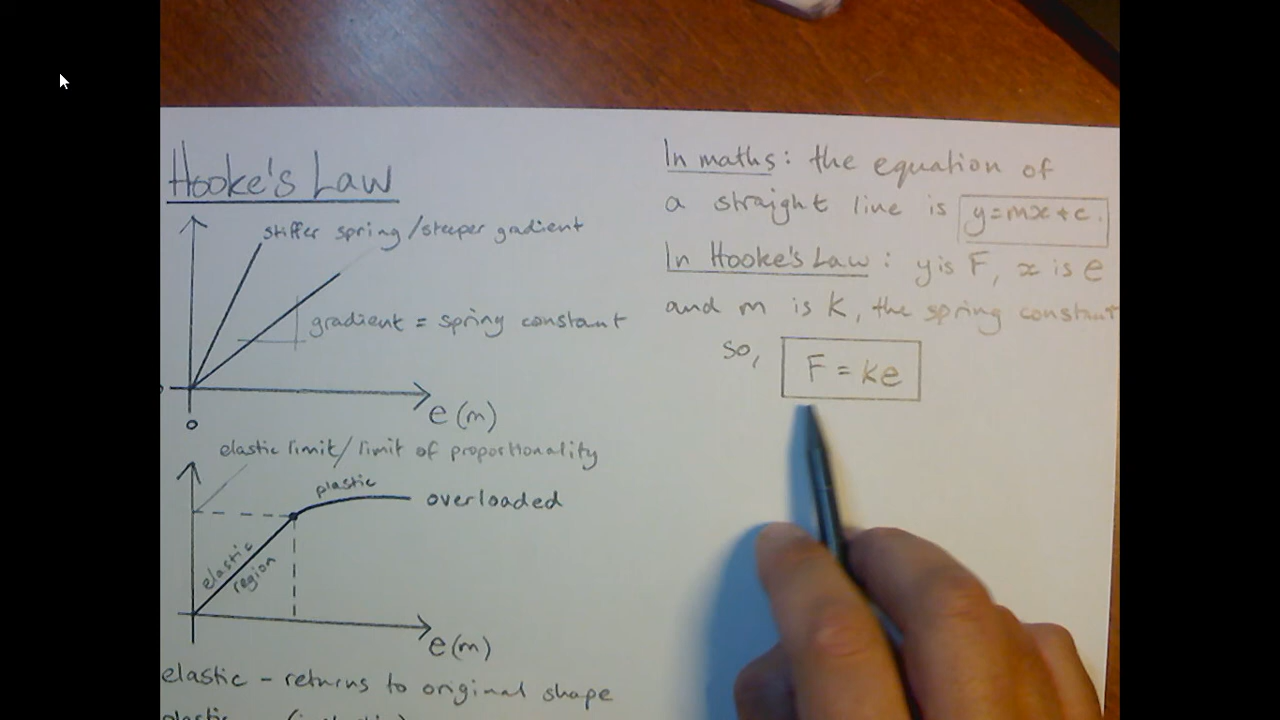 Hooke's Law
stiffer spring/steeper gradient
gradient = spring constant
e (m)
o
elastic limit/limit of proportionality
plastic
overloaded
elastic
region
e (m)
elastic - returns to original shape
plastic
In maths: the equation of
a straight line is y=mx+c.
In Hooke's Law: y is F, x is e
and m is k, the spring constant
so, F = ke